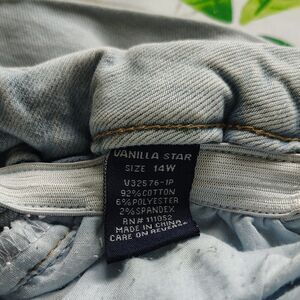 VANILLA STAR
SIZE 14W
V32576-1P
92% COTTON
6% POLYESTER
2% SPANDEX
RN# 111052
MADE IN CHINA
CARE ON REVERSE